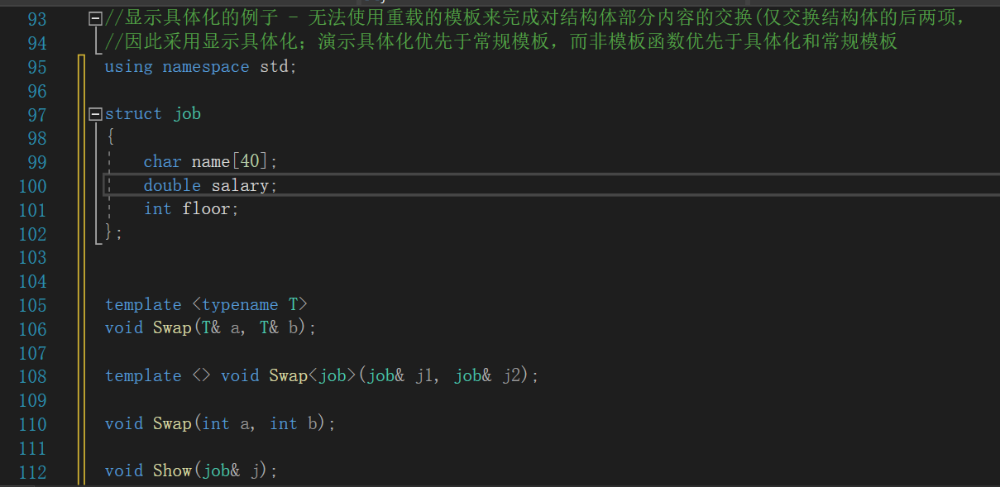 93 //显示具体化的例子 - 无法使用重载的模板来完成对结构体部分内容的交换(仅交换结构体的后两项，
94 //因此采用显示具体化；演示具体化优先于常规模板，而非模板函数优先于具体化和常规模板
95 using namespace std;
96
97 struct job
98 {
99 char name[40];
100 double salary;
101 int floor;
102 };
103
104
105 template <typename T>
106 void Swap(T& a, T& b);
107
108 template <> void Swap<job>(job& j1, job& j2);
109
110 void Swap(int a, int b);
111
112 void Show(job& j);